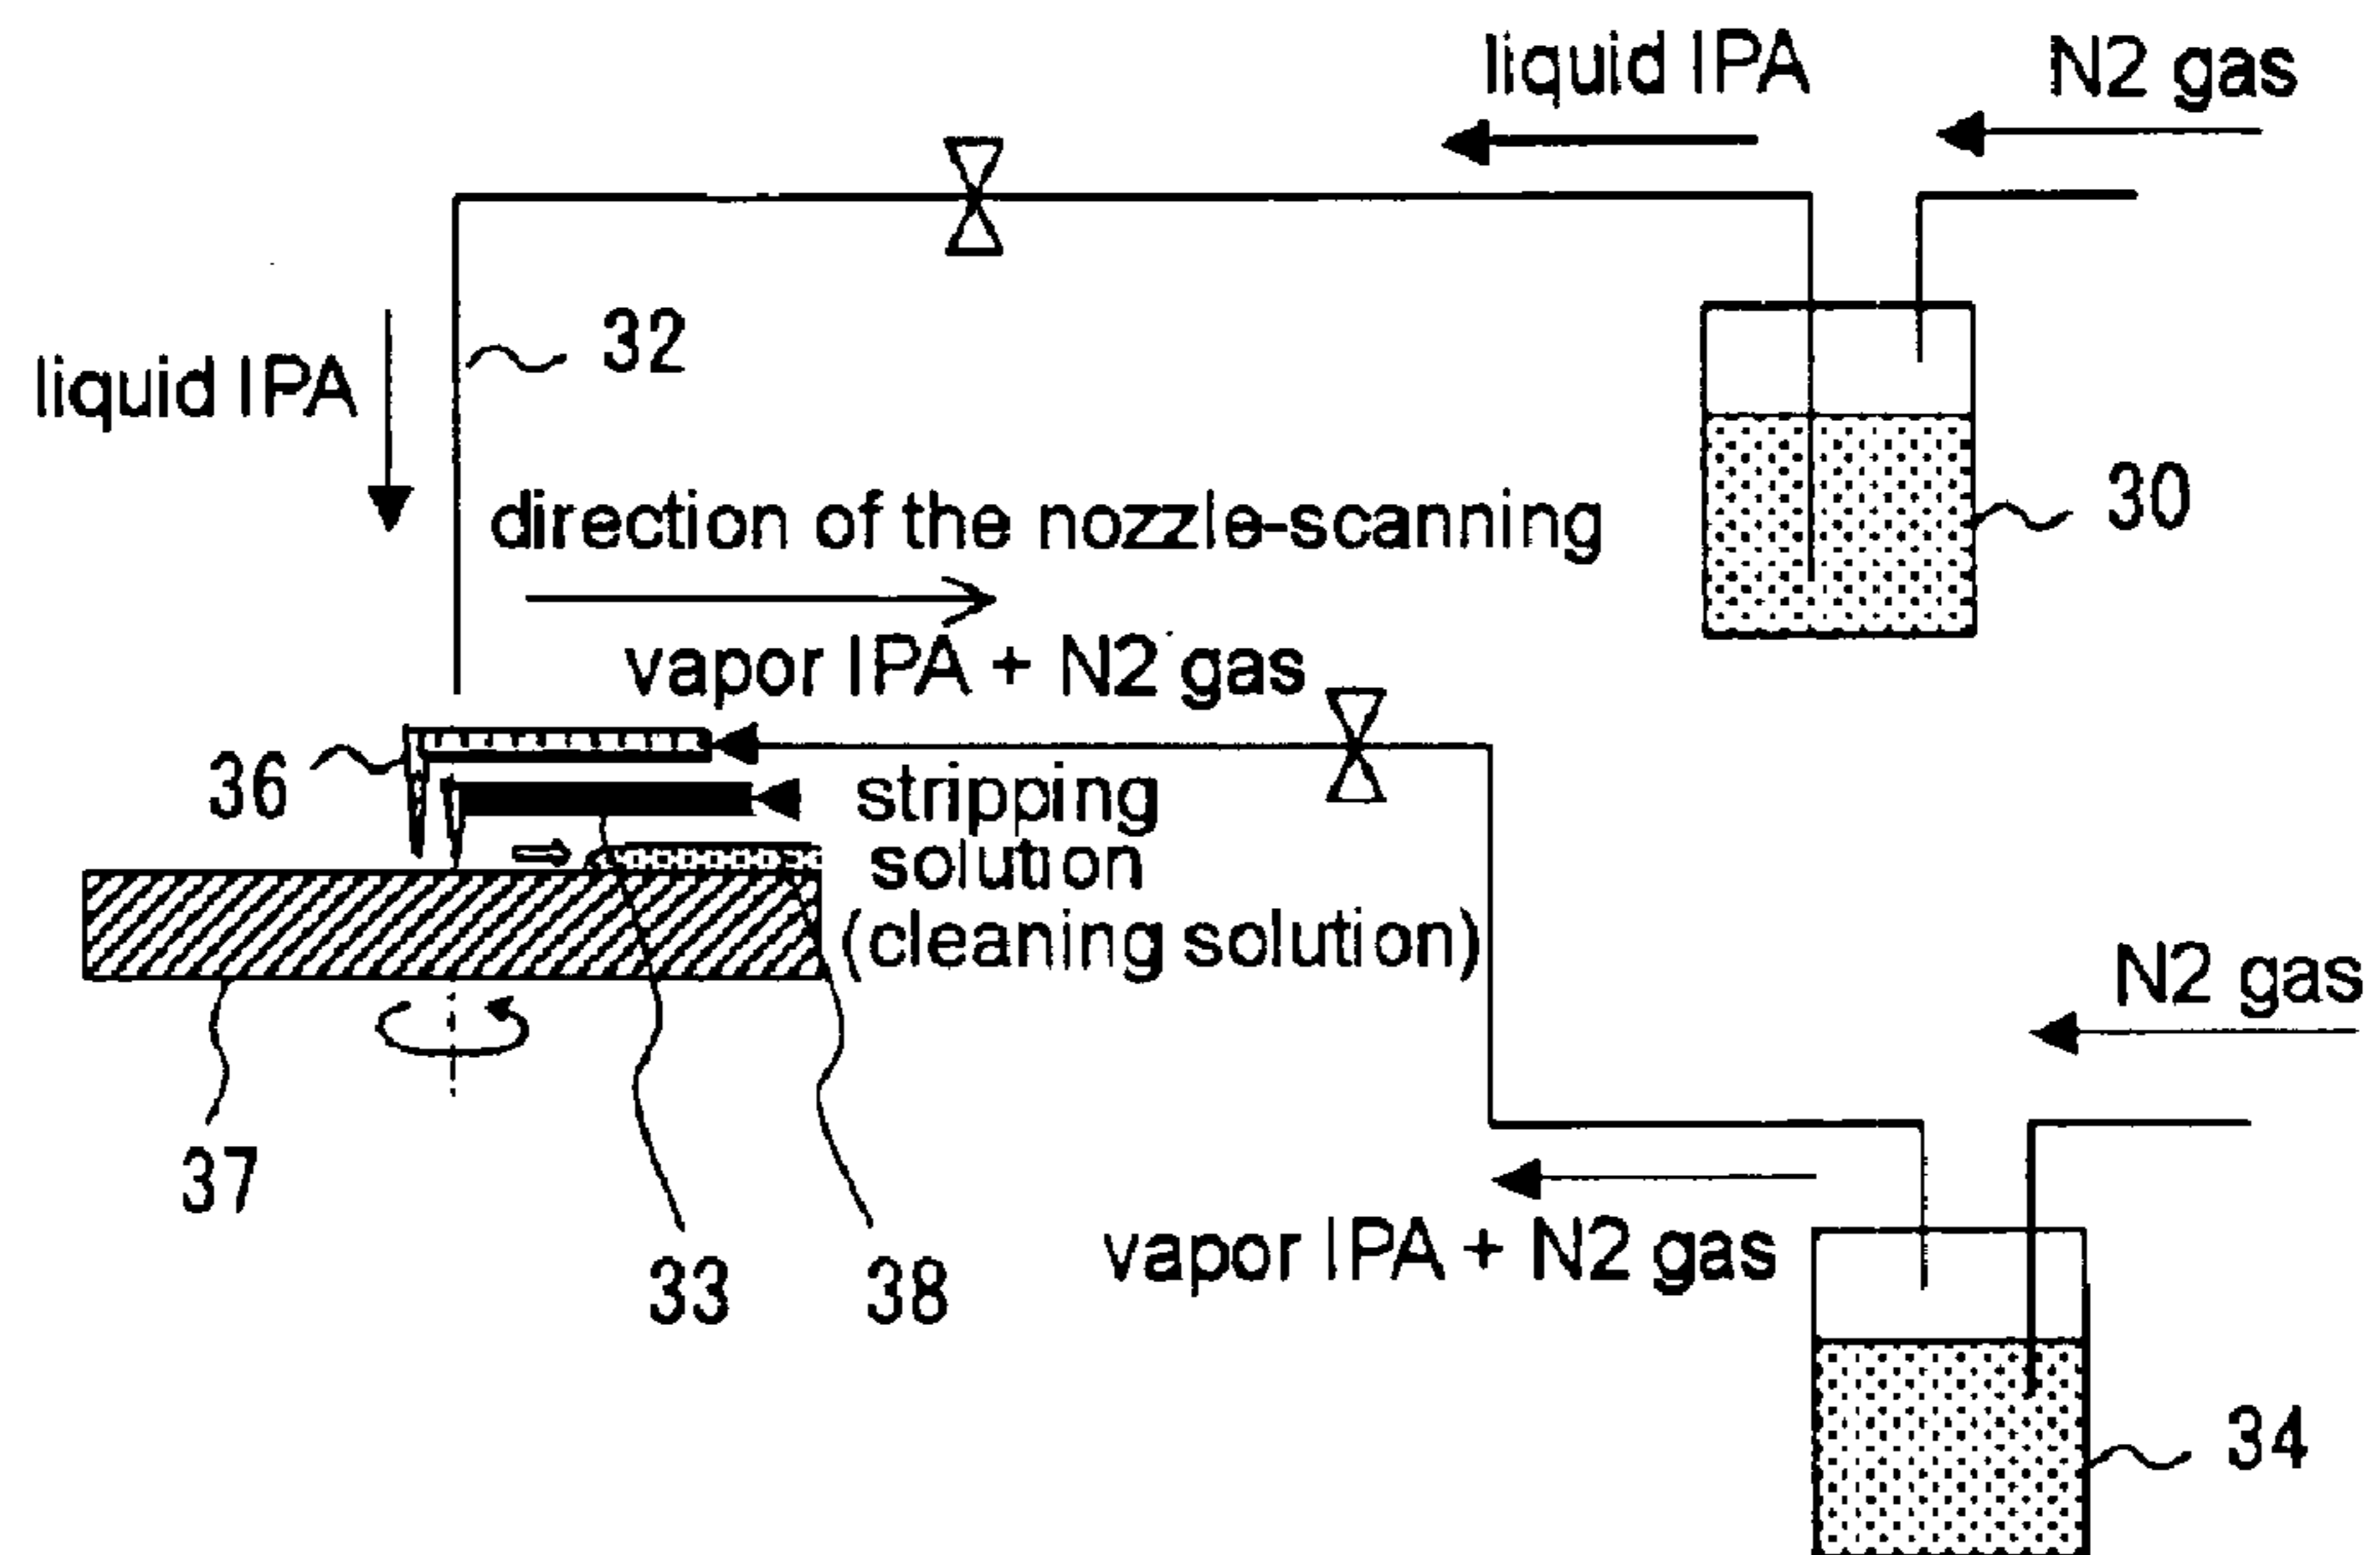 liquid IPA
N2 gas
32
liquid IPA
30
direction of the nozzle-scanning
vapor IPA + N2 gas
36
stripping
solution
(cleaning solution)
N2 gas
37
33
38
vapor IPA + N2 gas
34